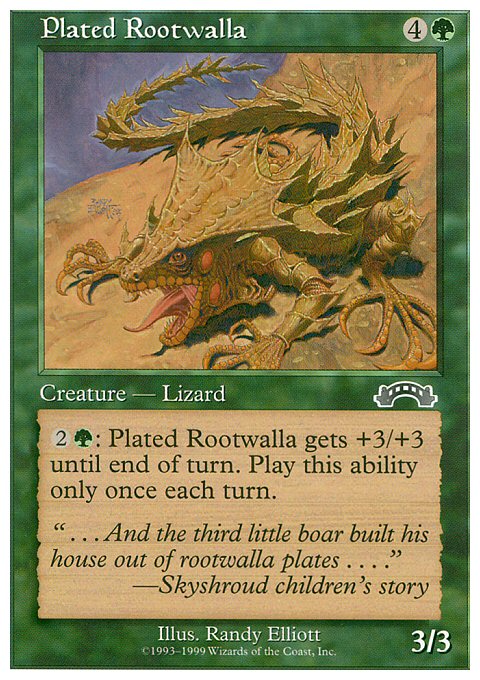 Plated Rootwalla 4
Creature — Lizard
2 : Plated Rootwalla gets +3/+3
until end of turn. Play this ability
only once each turn.
“ . . . And the third little boar built his
house out of rootwalla plates . . . .”
—Skyshroud children’s story
Illus. Randy Elliott
©1993–1999 Wizards of the Coast, Inc.
3/3